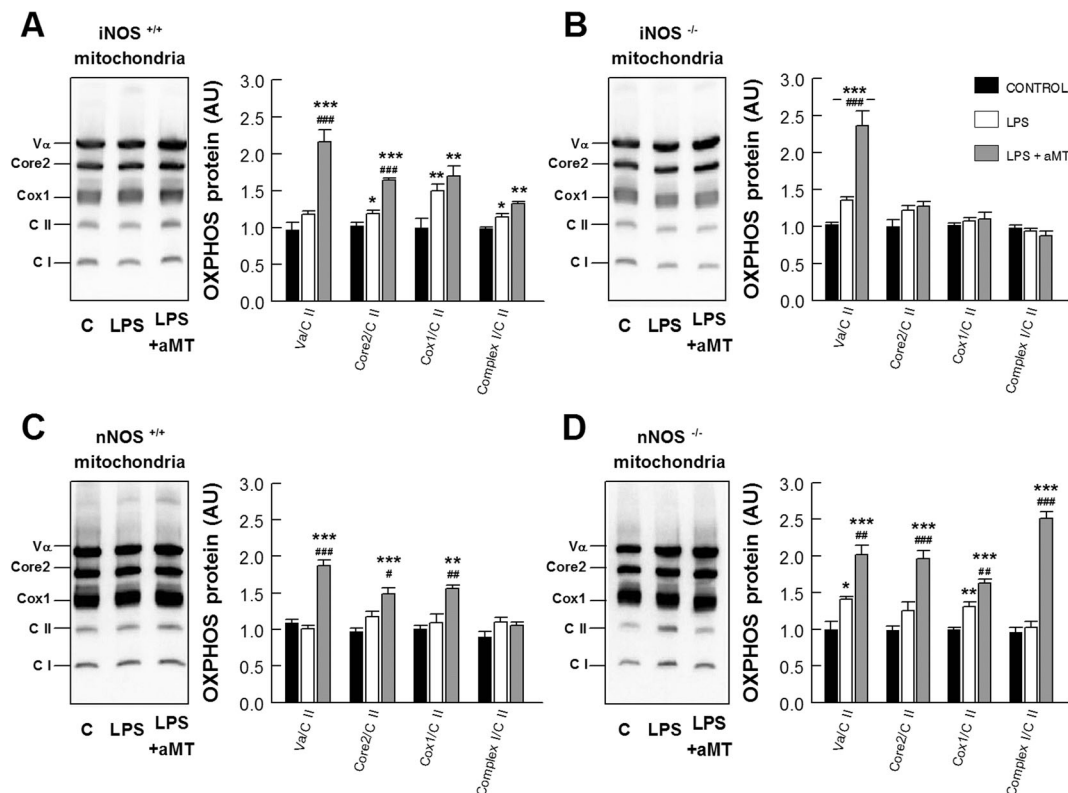 A
iNOS +/+
mitochondria
Vα
Core2
Cox1
C II
C I
C LPS LPS
+aMT
OXPHOS protein (AU)
3.0
2.5
2.0
1.5
1.0
0.5
0.0
***
###
*
***
###
**
**
*
**
Va/C II
Core2/C II
Cox1/C II
Complex I/C II
B
iNOS -/-
mitochondria
Vα
Core2
Cox1
C II
C I
C LPS LPS
+aMT
OXPHOS protein (AU)
3.0
2.5
2.0
1.5
1.0
0.5
0.0
***
###
Va/C II
Core2/C II
Cox1/C II
Complex I/C II
CONTROL
LPS
LPS + aMT
C
nNOS +/+
mitochondria
Vα
Core2
Cox1
C II
C I
C LPS LPS
+aMT
OXPHOS protein (AU)
3.0
2.5
2.0
1.5
1.0
0.5
0.0
***
###
***
#
**
##
Va/C II
Core2/C II
Cox1/C II
Complex I/C II
D
nNOS -/-
mitochondria
Vα
Core2
Cox1
C II
C I
C LPS LPS
+aMT
OXPHOS protein (AU)
3.0
2.5
2.0
1.5
1.0
0.5
0.0
*
***
##
***
###
**
***
##
***
###
Va/C II
Core2/C II
Cox1/C II
Complex I/C II